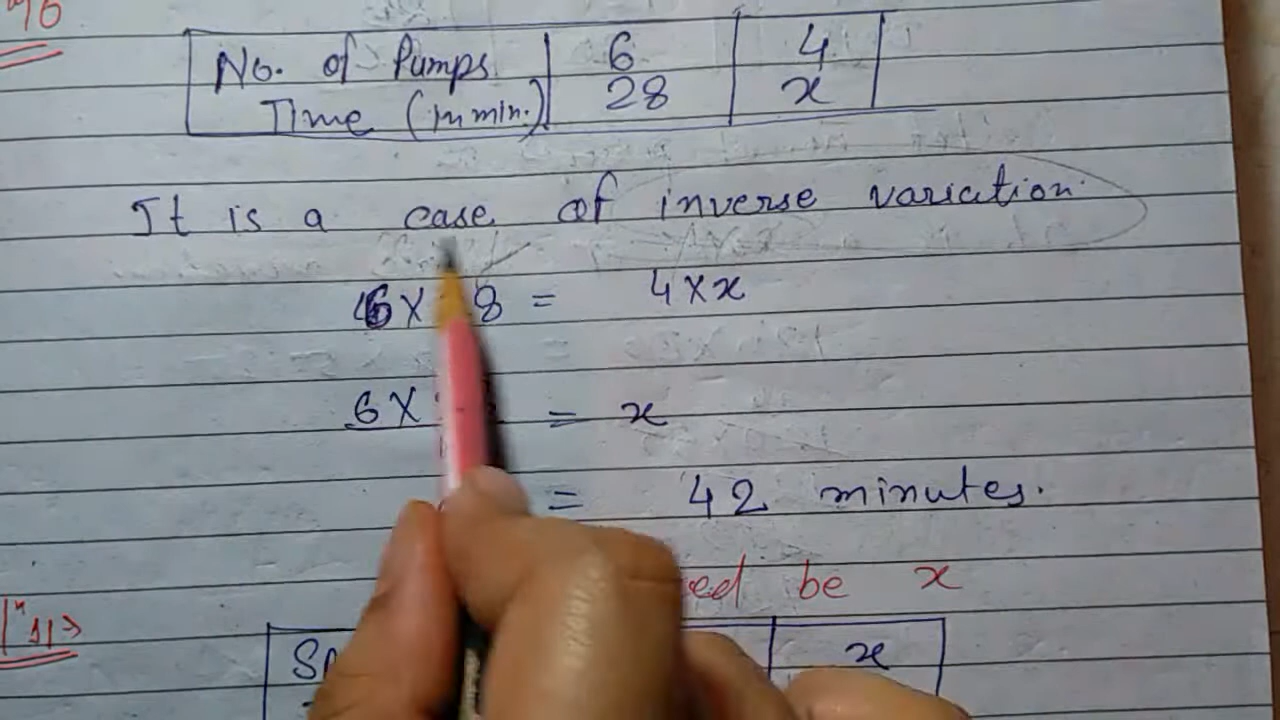 No. of Pumps 6 4
Time (in min.) 28 x
It is a case of inverse variation.
6 X 8 = 4 X x
6 X = x
= 42 minutes.
be x
11>
x